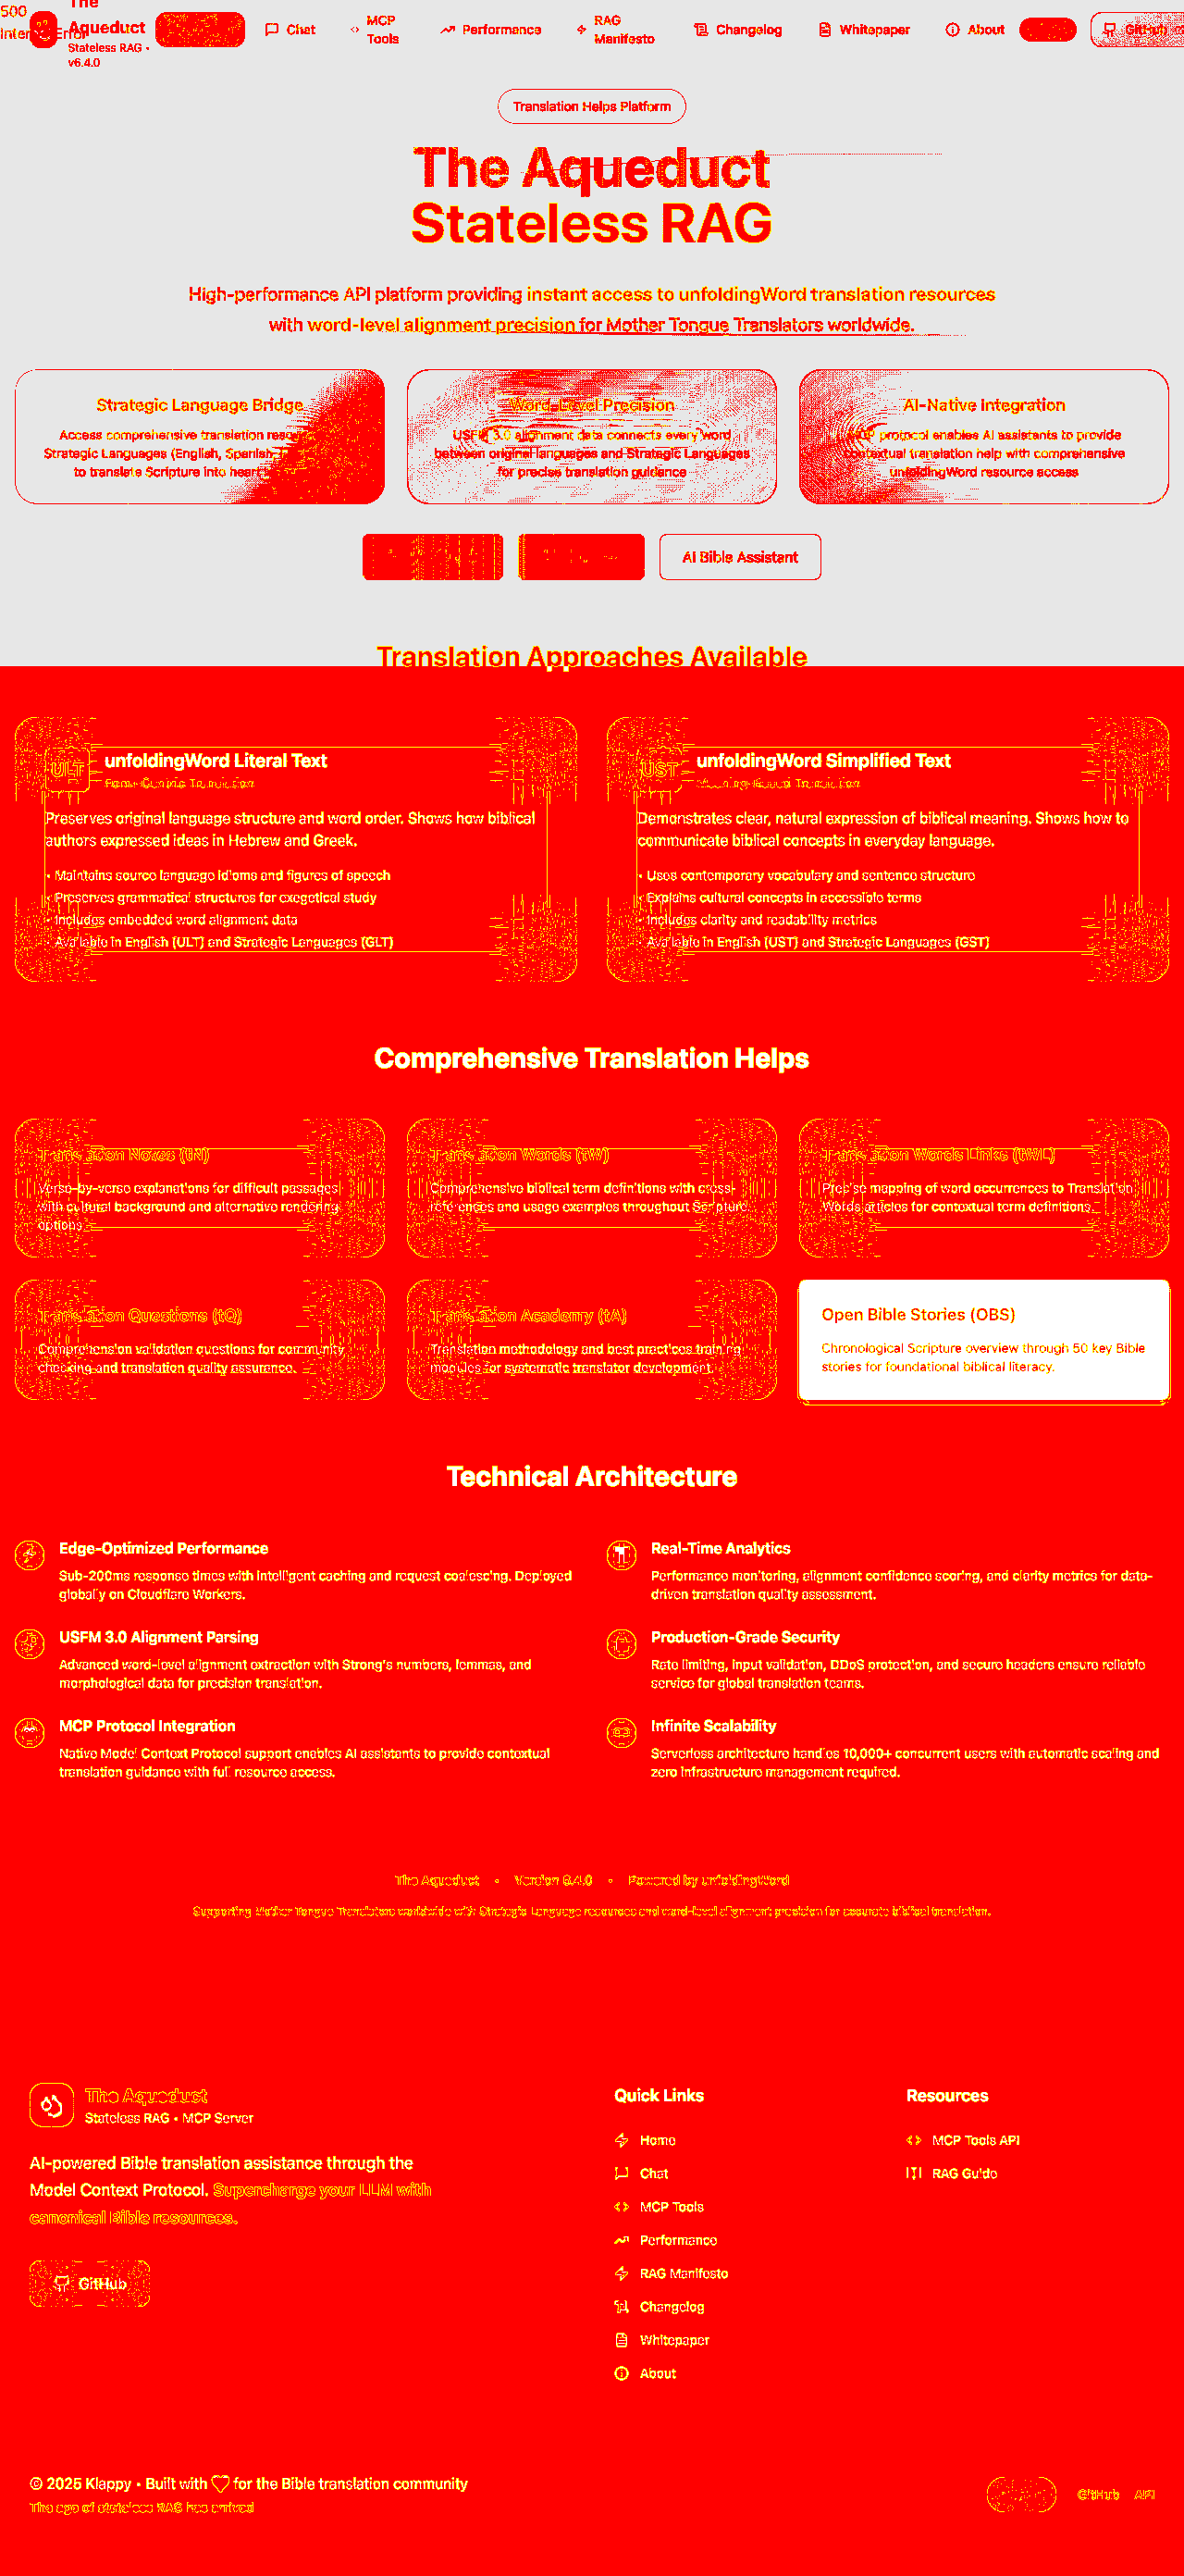 500
Internal Error
The
Aqueduct
Stateless RAG •
v6.4.0
Chat
MCP
Tools
Performance
RAG
Manifesto
Changelog
Whitepaper
About
GitHub
Translation Helps Platform
The Aqueduct
Stateless RAG
High-performance API platform providing instant access to unfoldingWord translation resources
with word-level alignment precision for Mother Tongue Translators worldwide.
Strategic Language Bridge
Access comprehensive translation
Strategic Languages (English, Spanish
to translate Scripture into heart
Word-Level Precision
USFM 3.0 alignment data connects every word
between original languages and Strategic Languages
for precise translation guidance
AI-Native Integration
MCP protocol enables AI assistants to provide
contextual translation help with comprehensive
unfoldingWord resource access
AI Bible Assistant
Translation Approaches Available
ULT
unfoldingWord Literal Text
Form-Centric Translation
Preserves original language structure and word order. Shows how biblical
authors expressed ideas in Hebrew and Greek.
• Maintains source language idioms and figures of speech
• Preserves grammatical structures for exegetical study
• Includes embedded word alignment data
• Available in English (ULT) and Strategic Languages (GLT)
UST
unfoldingWord Simplified Text
Meaning-Based Translation
Demonstrates clear, natural expression of biblical meaning. Shows how to
communicate biblical concepts in everyday language.
• Uses contemporary vocabulary and sentence structure
• Explains cultural concepts in accessible terms
• Includes clarity and readability metrics
• Available in English (UST) and Strategic Languages (GST)
Comprehensive Translation Helps
Translation Notes (tN)
Verse-by-verse explanations for difficult passages
with cultural background and alternative rendering
options.
Translation Words (tW)
Comprehensive biblical term definitions with cross-
references and usage examples throughout Scripture.
Translation Words Links (tWL)
Precise mapping of word occurrences to Translation
Words articles for contextual term definitions.
Translation Questions (tQ)
Comprehension validation questions for community
checking and translation quality assurance.
Translation Academy (tA)
Translation methodology and best practices training
modules for systematic translator development.
Open Bible Stories (OBS)
Chronological Scripture overview through 50 key Bible
stories for foundational biblical literacy.
Technical Architecture
Edge-Optimized Performance
Sub-200ms response times with intelligent caching and request coalescing. Deployed
globally on Cloudflare Workers.
Real-Time Analytics
Performance monitoring, alignment confidence scoring, and clarity metrics for data-
driven translation quality assessment.
USFM 3.0 Alignment Parsing
Advanced word-level alignment extraction with Strong's numbers, lemmas, and
morphological data for precision translation.
Production-Grade Security
Rate limiting, input validation, DDoS protection, and secure headers ensure reliable
service for global translation teams.
MCP Protocol Integration
Native Model Context Protocol support enables AI assistants to provide contextual
translation guidance with full resource access.
Infinite Scalability
Serverless architecture handles 10,000+ concurrent users with automatic scaling and
zero infrastructure management required.
The Aqueduct • Version 6.4.0 • Powered by unfoldingWord
Supporting Mother Tongue Translators worldwide with Strategic Language resources and word-level alignment precision for accurate biblical translation.
The Aqueduct
Stateless RAG • MCP Server
AI-powered Bible translation assistance through the
Model Context Protocol. Supercharge your LLM with
canonical Bible resources.
GitHub
Quick Links
Home
Chat
MCP Tools
Performance
RAG Manifesto
Changelog
Whitepaper
About
Resources
MCP Tools API
RAG Guide
© 2025 Klappy • Built with ♡ for the Bible translation community
The age of stateless RAG has arrived
GitHub
API